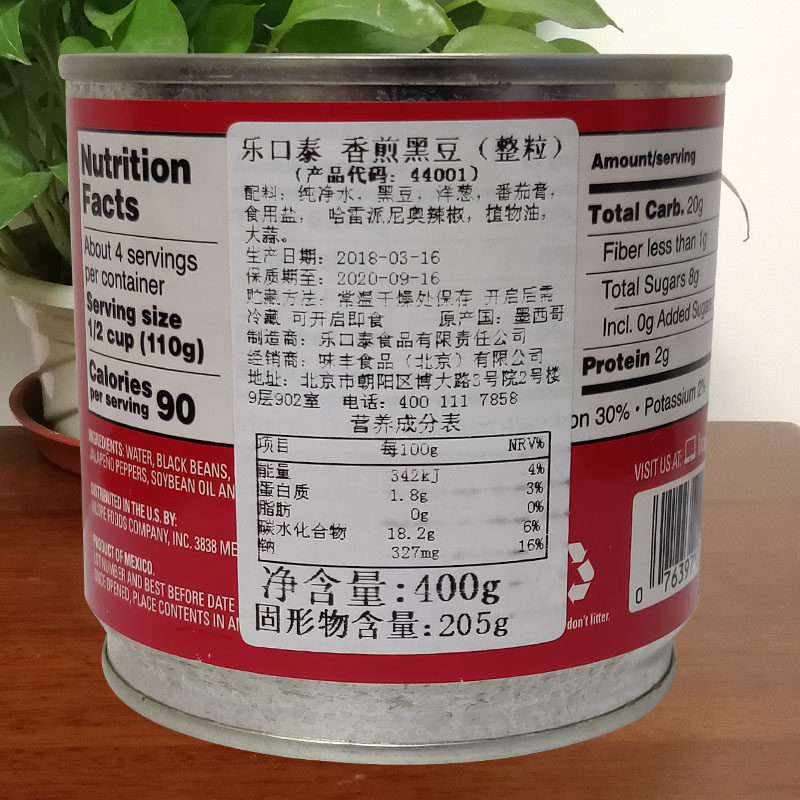 Nutrition
Facts
About 4 servings
per container
Serving size
1/2 cup (110g)
Calories
per serving 90
INGREDIENTS: WATER, BLACK BEANS,
JALAPEÑO PEPPERS, SOYBEAN OIL AN
DISTRIBUTED IN THE U.S. BY:
FOODS COMPANY, INC. 3838 ME
PRODUCT OF MEXICO.
LOT NUMBER AND BEST BEFORE DATE
ONCE OPENED, PLACE CONTENTS IN A
乐口泰 香煎黑豆（整粒）
（产品代码：44001）
配料：纯净水，黑豆，洋葱，番茄膏，
食用盐， 哈雷派尼奥辣椒，植物油，
大蒜。
生产日期：2018-03-16
保质期至：2020-09-16
贮藏方法：常温干燥处保存 开启后需
冷藏 可开启即食 原产国：墨西哥
制造商：乐口泰食品有限责任公司
经销商：味丰食品（北京）有限公司
地址：北京市朝阳区博大路3号院2号楼
9层902室 电话：400 111 7858
营养成分表
项目 每100g NRV%
能量 342kJ 4%
蛋白质 1.8g 3%
脂肪 0g 0%
碳水化合物 18.2g 6%
钠 327mg 16%
净含量:400g
固形物含量:205g
Amount/serving
Total Carb. 20g
Fiber less than 1g
Total Sugars 8g
Incl. 0g Added Sugars
Protein 2g
on 30% • Potassium 2%
VISIT US AT:
0 76397
don't litter.